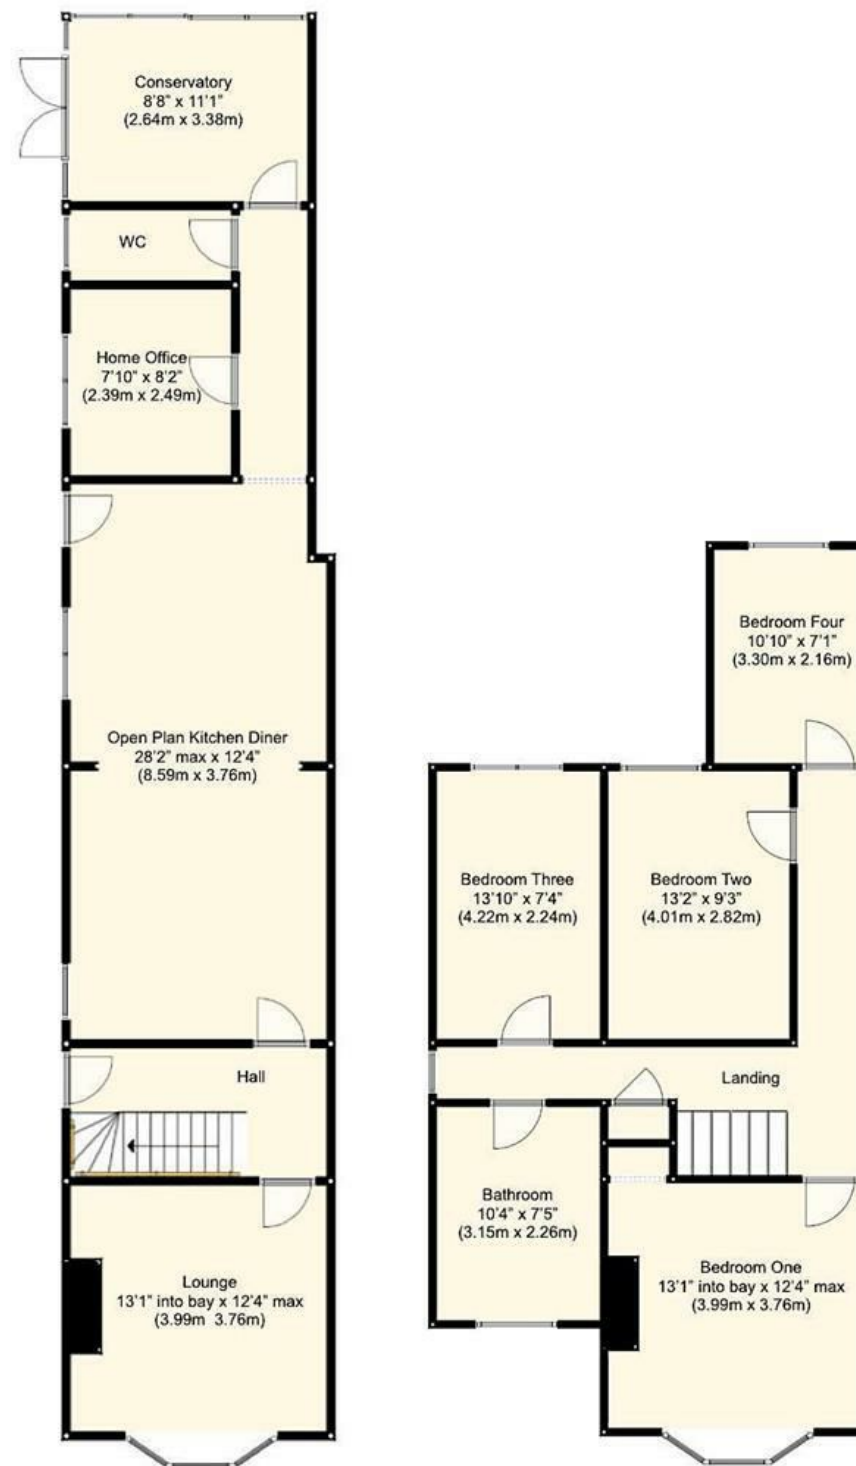 Conservatory
8'8" x 11'1"
(2.64m x 3.38m)
WC
Home Office
7'10" x 8'2"
(2.39m x 2.49m)
Open Plan Kitchen Diner
28'2" max x 12'4"
(8.59m x 3.76m)
Hall
Lounge
13'1" into bay x 12'4" max
(3.99m 3.76m)
Bedroom Four
10'10" x 7'1"
(3.30m x 2.16m)
Bedroom Three
13'10" x 7'4"
(4.22m x 2.24m)
Bedroom Two
13'2" x 9'3"
(4.01m x 2.82m)
Landing
Bathroom
10'4" x 7'5"
(3.15m x 2.26m)
Bedroom One
13'1" into bay x 12'4" max
(3.99m x 3.76m)